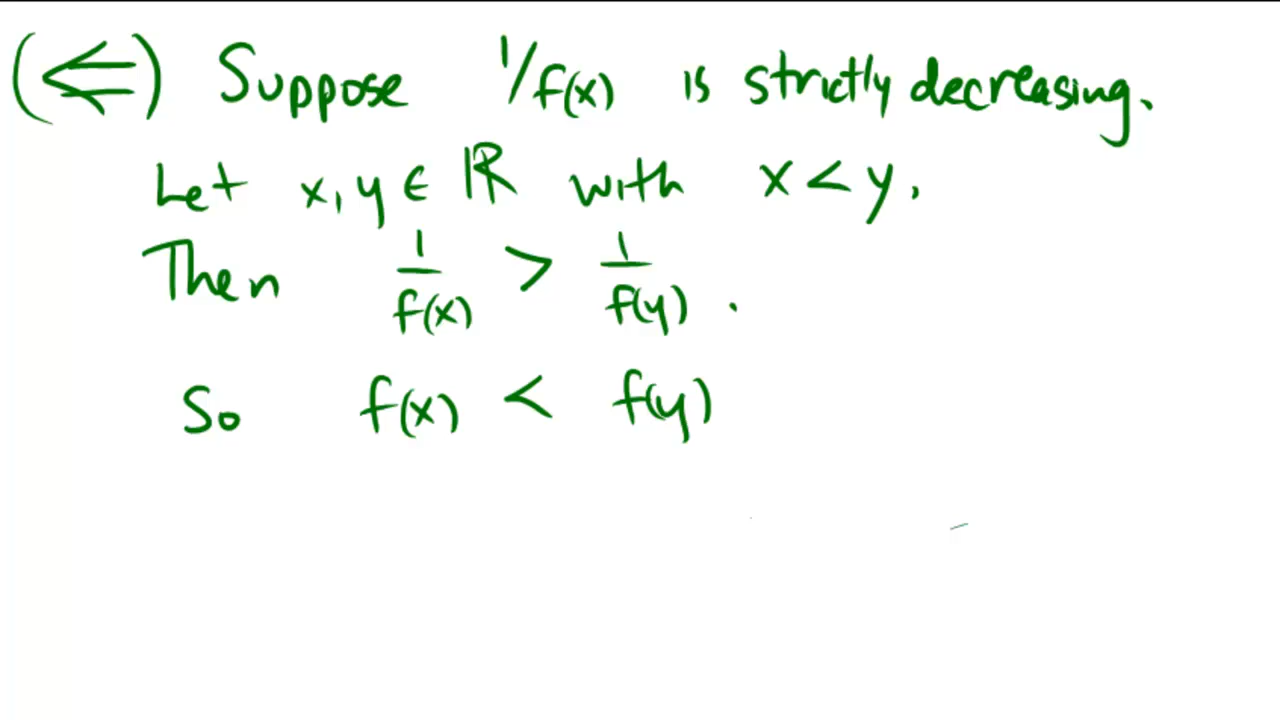 (⇐) Suppose 1/f(x) is strictly decreasing.
Let x, y ∈ ℝ with x < y.
Then 1/f(x) > 1/f(y).
So f(x) < f(y)